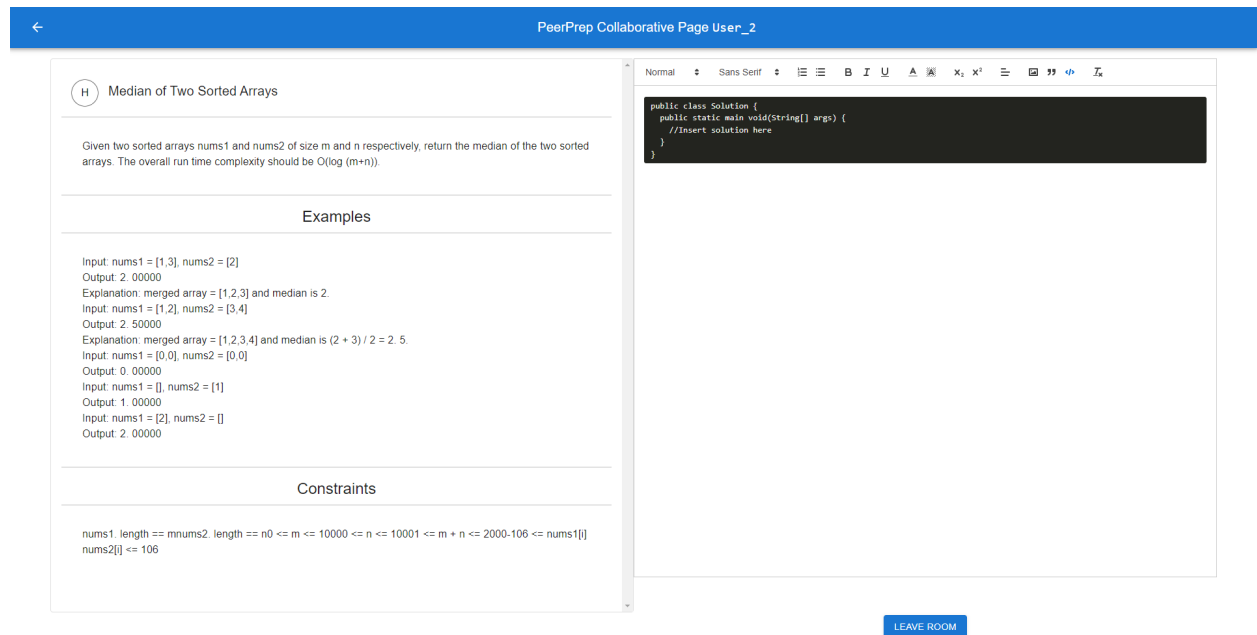 PeerPrep Collaborative Page User_2
H Median of Two Sorted Arrays
Given two sorted arrays nums1 and nums2 of size m and n respectively, return the median of the two sorted
arrays. The overall run time complexity should be O(log (m+n)).
Examples
Input: nums1 = [1,3], nums2 = [2]
Output: 2. 00000
Explanation: merged array = [1,2,3] and median is 2.
Input: nums1 = [1,2], nums2 = [3,4]
Output: 2. 50000
Explanation: merged array = [1,2,3,4] and median is (2 + 3) / 2 = 2. 5.
Input: nums1 = [0,0], nums2 = [0,0]
Output: 0. 00000
Input: nums1 = [], nums2 = [1]
Output: 1. 00000
Input: nums1 = [2], nums2 = []
Output: 2. 00000
Constraints
nums1. length == mnums2. length == n0 <= m <= 10000 <= n <= 10001 <= m + n <= 2000-106 <= nums1[i]
nums2[i] <= 106
Normal Sans Serif B I U A A X₂ X² Tx
public class Solution {
  public static main void(String[] args) {
    //Insert solution here
  }
}
LEAVE ROOM